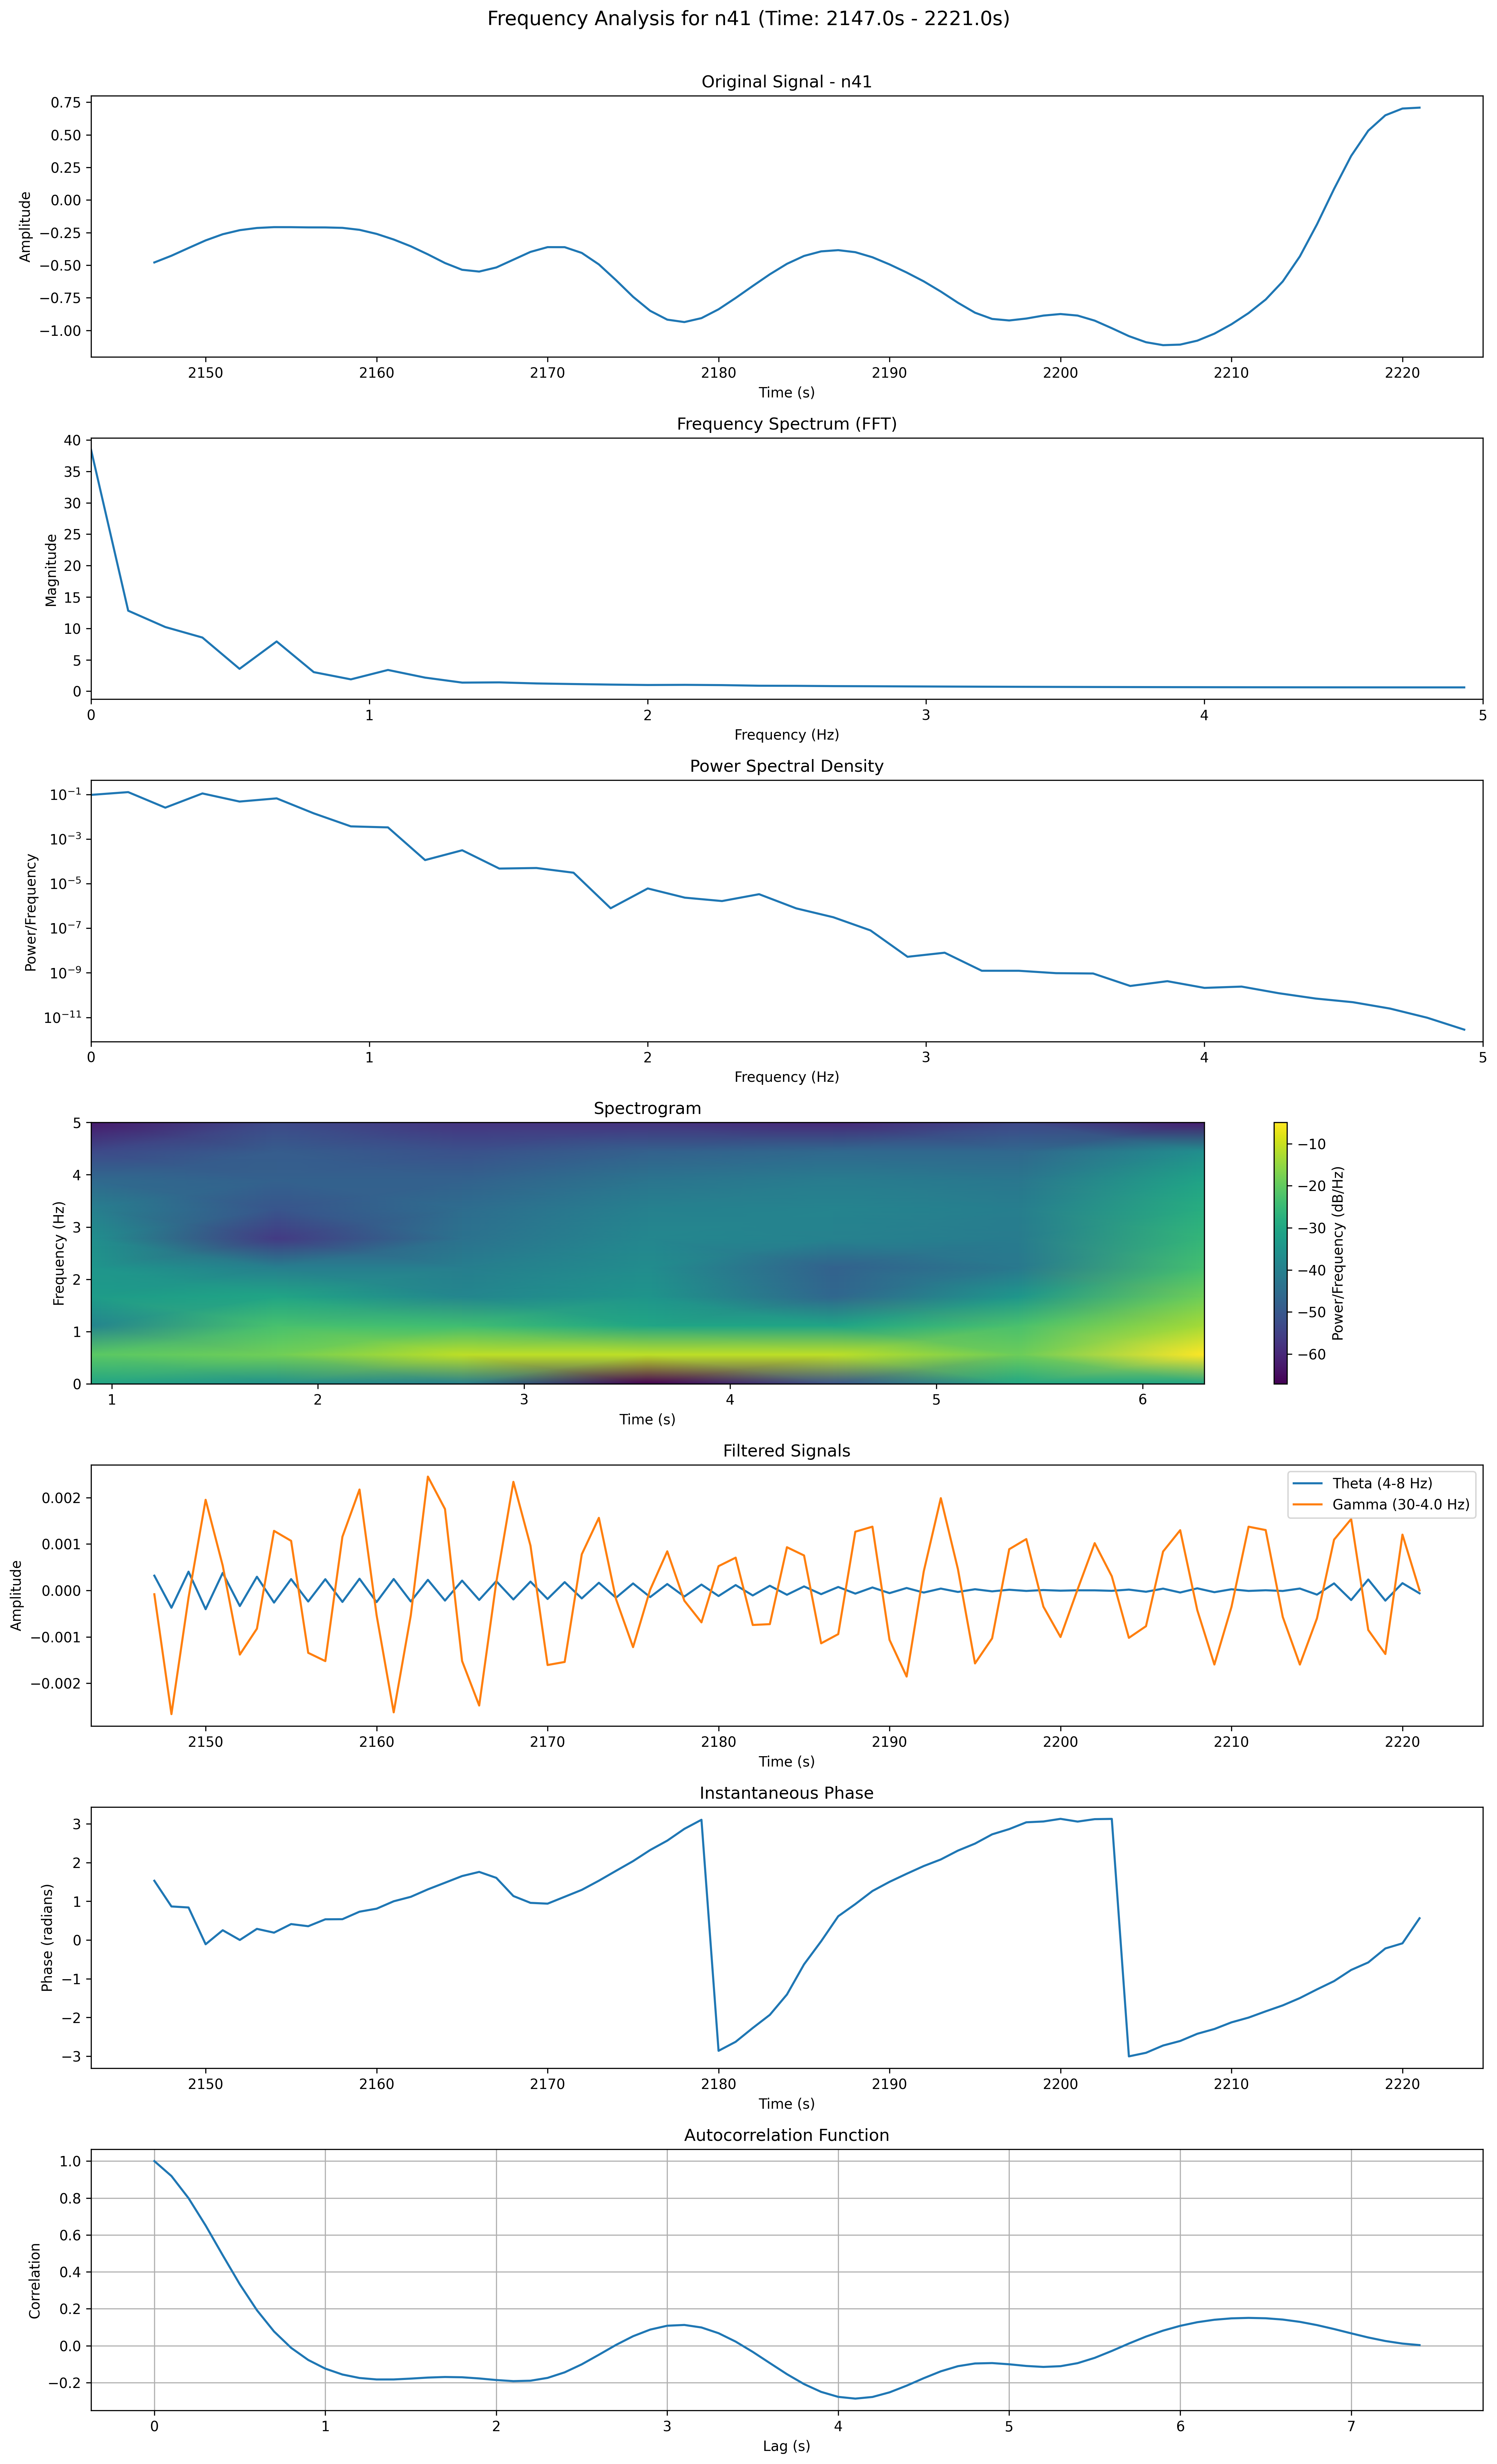 Frequency Analysis for n41 (Time: 2147.0s - 2221.0s)
Original Signal - n41
0.75
0.50
0.25
0.00
−0.25
−0.50
−0.75
−1.00
Amplitude
2150 2160 2170 2180 2190 2200 2210 2220
Time (s)
Frequency Spectrum (FFT)
40
35
30
25
20
15
10
5
0
Magnitude
0 1 2 3 4 5
Frequency (Hz)
Power Spectral Density
10⁻¹
10⁻³
10⁻⁵
10⁻⁷
10⁻⁹
10⁻¹¹
Power/Frequency
0 1 2 3 4 5
Frequency (Hz)
Spectrogram
5
4
3
2
1
0
Frequency (Hz)
1 2 3 4 5 6
Time (s)
−10
−20
−30
−40
−50
−60
Power/Frequency (dB/Hz)
Filtered Signals
Theta (4-8 Hz)
Gamma (30-4.0 Hz)
0.002
0.001
0.000
−0.001
−0.002
Amplitude
2150 2160 2170 2180 2190 2200 2210 2220
Time (s)
Instantaneous Phase
3
2
1
0
−1
−2
−3
Phase (radians)
2150 2160 2170 2180 2190 2200 2210 2220
Time (s)
Autocorrelation Function
1.0
0.8
0.6
0.4
0.2
0.0
−0.2
Correlation
0 1 2 3 4 5 6 7
Lag (s)